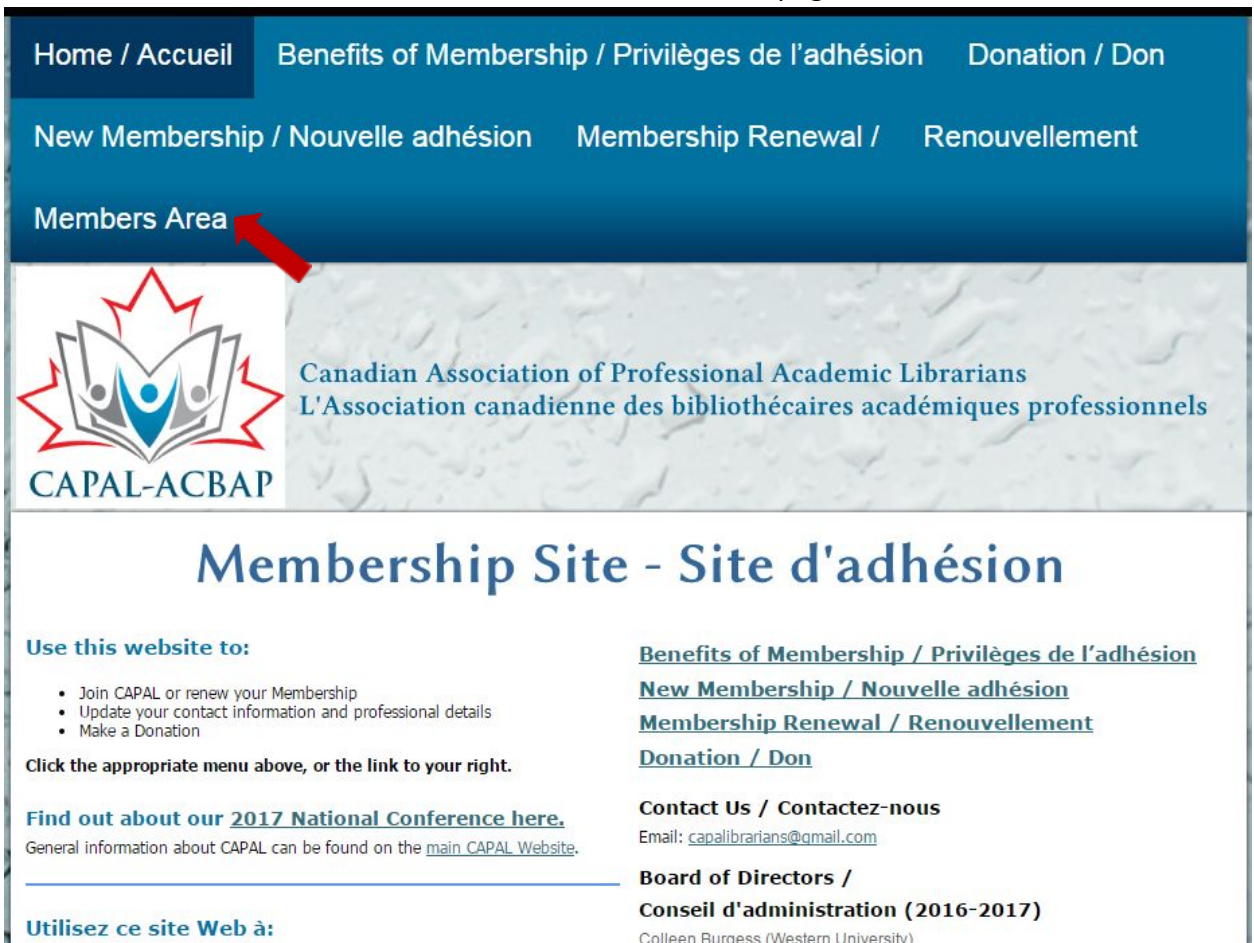 Home / Accueil Benefits of Membership / Privilèges de l'adhésion Donation / Don
New Membership / Nouvelle adhésion Membership Renewal / Renouvellement
Members Area
Canadian Association of Professional Academic Librarians
L'Association canadienne des bibliothécaires académiques professionnels
CAPAL-ACBAP
Membership Site - Site d'adhésion
Use this website to:
• Join CAPAL or renew your Membership
• Update your contact information and professional details
• Make a Donation
Click the appropriate menu above, or the link to your right.
Find out about our 2017 National Conference here.
General information about CAPAL can be found on the main CAPAL Website.
Utilisez ce site Web à:
Benefits of Membership / Privilèges de l'adhésion
New Membership / Nouvelle adhésion
Membership Renewal / Renouvellement
Donation / Don
Contact Us / Contactez-nous
Email: capalibrarians@gmail.com
Board of Directors /
Conseil d'administration (2016-2017)
Colleen Burgess (Western University)